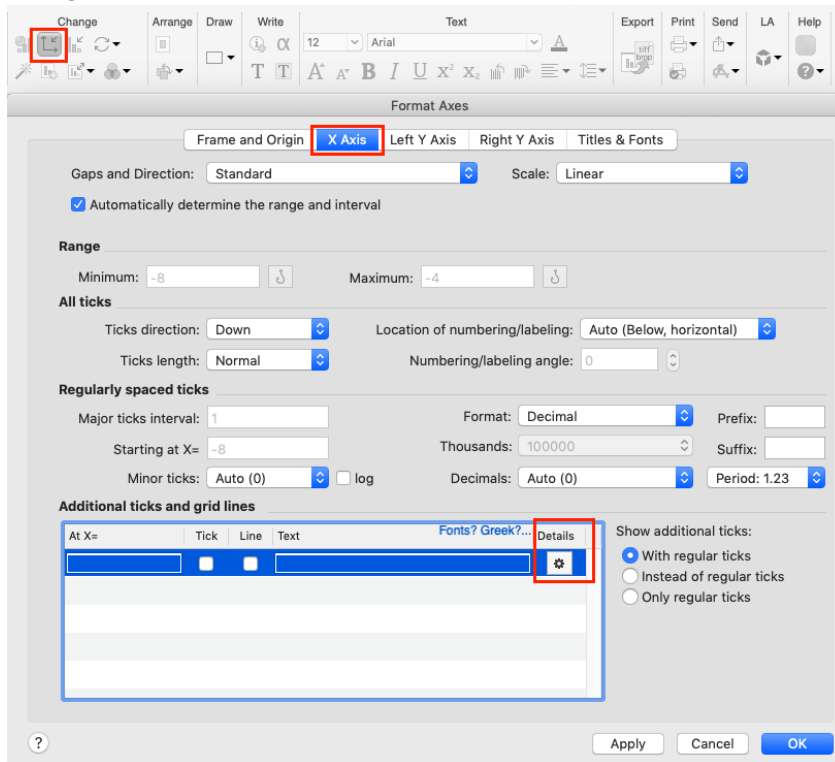 Change Arrange Draw Write Text Export Print Send LA Help
α 12 Arial A tiff bmp
T T A A B I U x² x₂ ?
Format Axes
Frame and Origin X Axis Left Y Axis Right Y Axis Titles & Fonts
Gaps and Direction: Standard Scale: Linear
Automatically determine the range and interval
Range
Minimum: -8 Maximum: -4
All ticks
Ticks direction: Down Location of numbering/labeling: Auto (Below, horizontal)
Ticks length: Normal Numbering/labeling angle: 0
Regularly spaced ticks
Major ticks interval: 1 Format: Decimal Prefix:
Starting at X= -8 Thousands: 100000 Suffix:
Minor ticks: Auto (0) log Decimals: Auto (0) Period: 1.23
Additional ticks and grid lines
At X= Tick Line Text Fonts? Greek?... Details Show additional ticks:
With regular ticks
Instead of regular ticks
Only regular ticks
? Apply Cancel OK